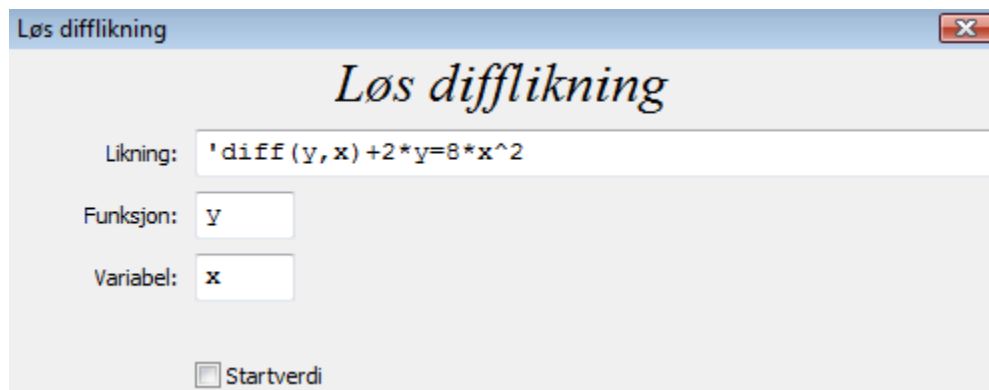 Løs difflikning
Løs difflikning
Likning: 'diff(y,x)+2*y=8*x^2
Funksjon: y
Variabel: x
Startverdi